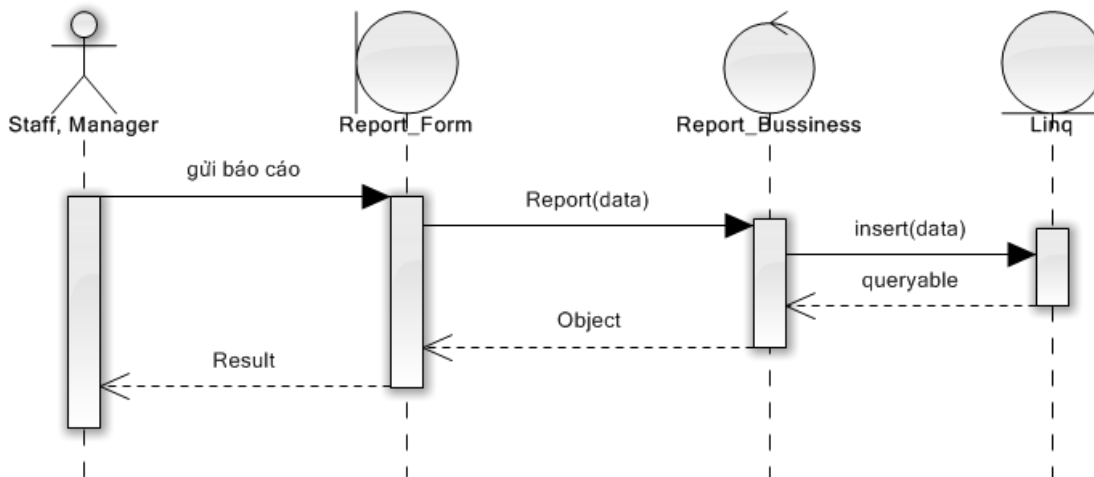 Staff, Manager
Report_Form
Report_Bussiness
Linq
gửi báo cáo
Report(data)
insert(data)
queryable
Object
Result